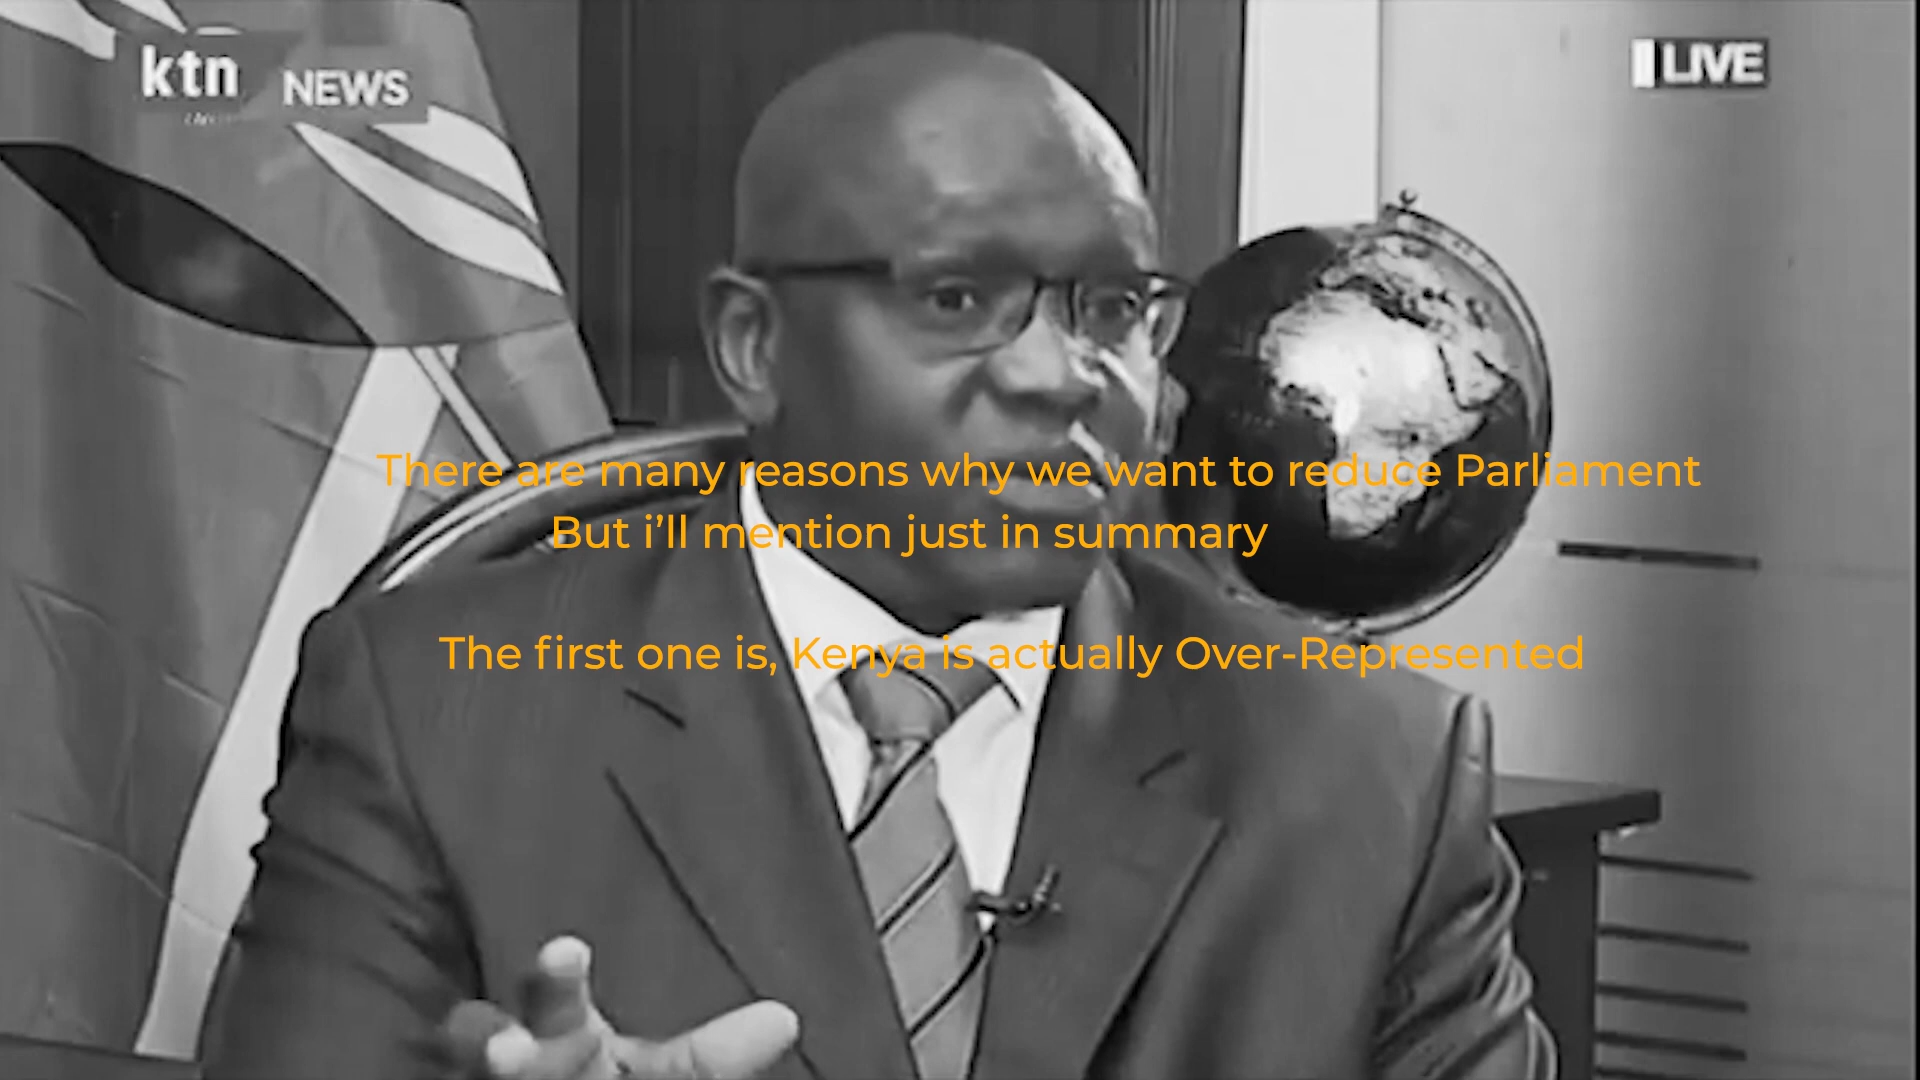 ktn NEWS
LIVE
There are many reasons why we want to reduce Parliament
But i’ll mention just in summary
The first one is, Kenya is actually Over-Represented